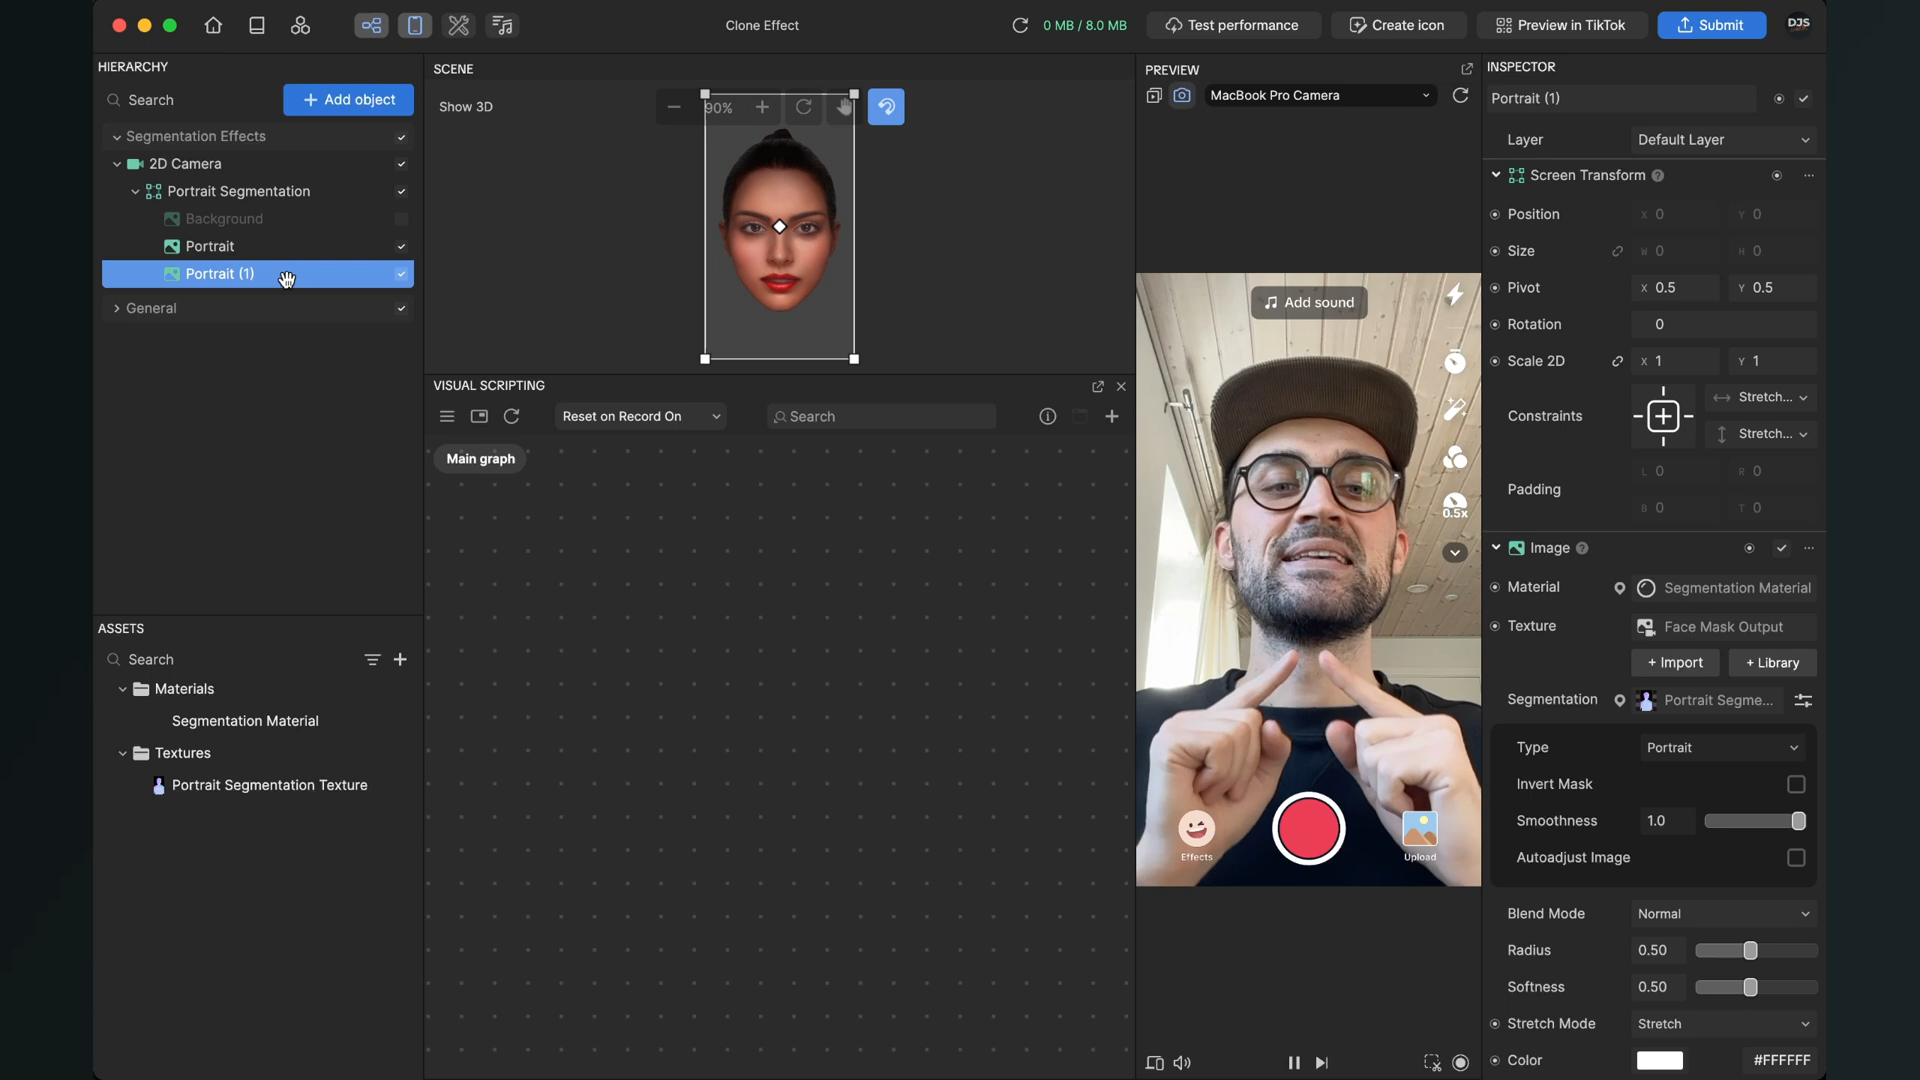 Clone Effect
0 MB / 8.0 MB
Test performance
Create icon
Preview in TikTok
Submit
DJS
HIERARCHY
Search
Add object
Segmentation Effects
2D Camera
Portrait Segmentation
Background
Portrait
Portrait (1)
General
ASSETS
Search
Materials
Segmentation Material
Textures
Portrait Segmentation Texture
SCENE
Show 3D
90%
VISUAL SCRIPTING
Reset on Record On
Search
Main graph
PREVIEW
MacBook Pro Camera
Add sound
0.5x
Effects
Upload
INSPECTOR
Portrait (1)
Layer Default Layer
Screen Transform
Position X 0 Y 0
Size W 0 H 0
Pivot X 0.5 Y 0.5
Rotation 0
Scale 2D X 1 Y 1
Constraints Stretch...
Stretch...
Padding L 0 R 0
B 0 T 0
Image
Material Segmentation Material
Texture Face Mask Output
+ Import + Library
Segmentation Portrait Segme...
Type Portrait
Invert Mask
Smoothness 1.0
Autoadjust Image
Blend Mode Normal
Radius 0.50
Softness 0.50
Stretch Mode Stretch
Color #FFFFFF